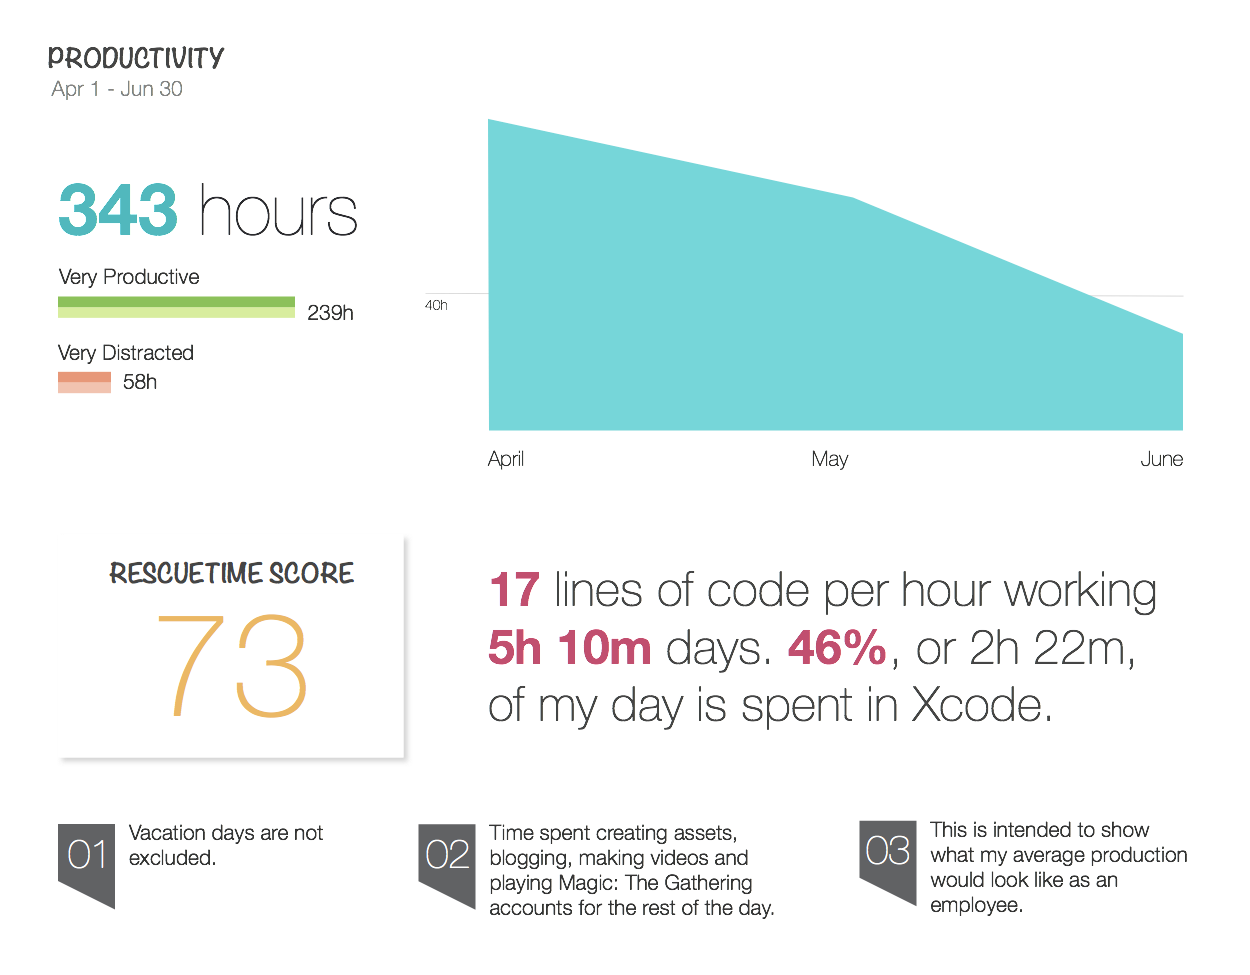 PRODUCTIVITY
Apr 1 - Jun 30
343 hours
Very Productive
239h
Very Distracted
58h
40h
April
May
June
RESCUETIME SCORE
73
17 lines of code per hour working
5h 10m days. 46%, or 2h 22m,
of my day is spent in Xcode.
01
Vacation days are not
excluded.
02
Time spent creating assets,
blogging, making videos and
playing Magic: The Gathering
accounts for the rest of the day.
03
This is intended to show
what my average production
would look like as an
employee.